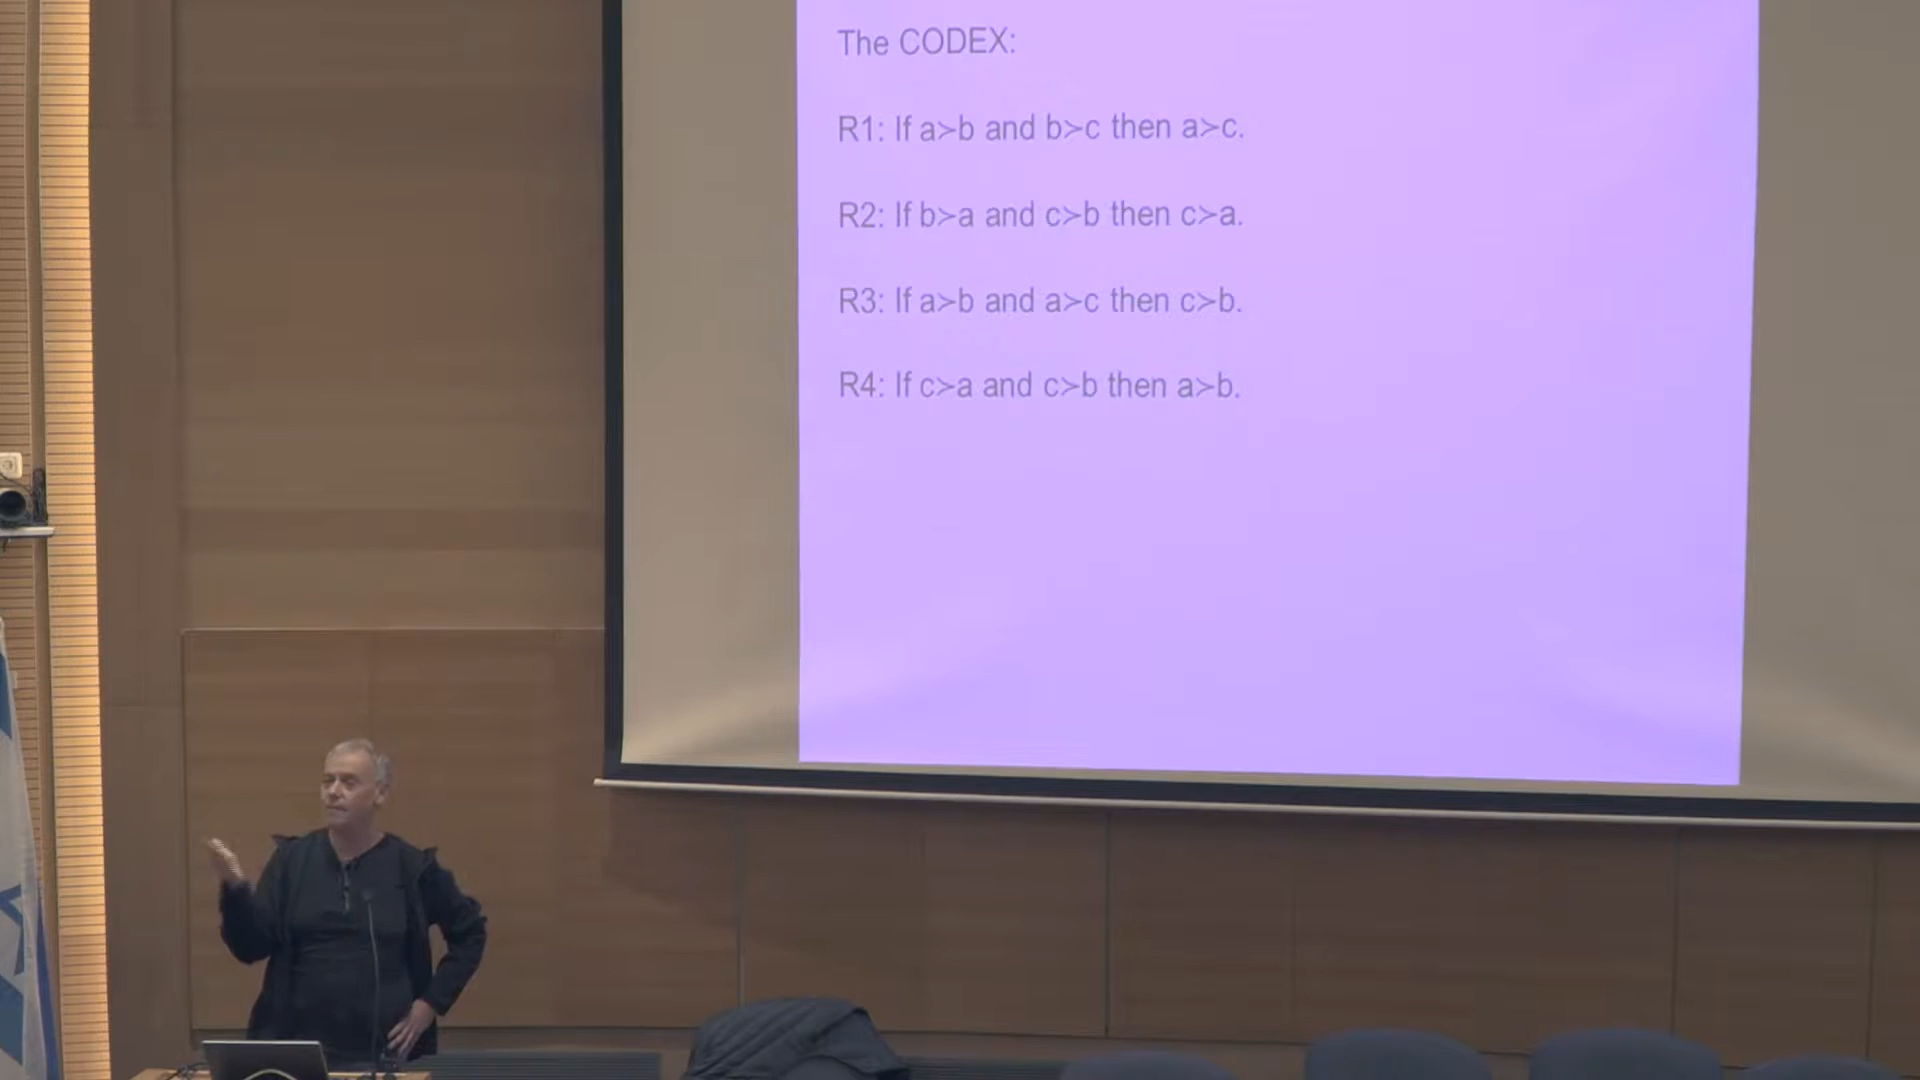 The CODEX:
R1: If a>b and b>c then a>c.
R2: If b>a and c>b then c>a.
R3: If a>b and a>c then c>b.
R4: If c>a and c>b then a>b.